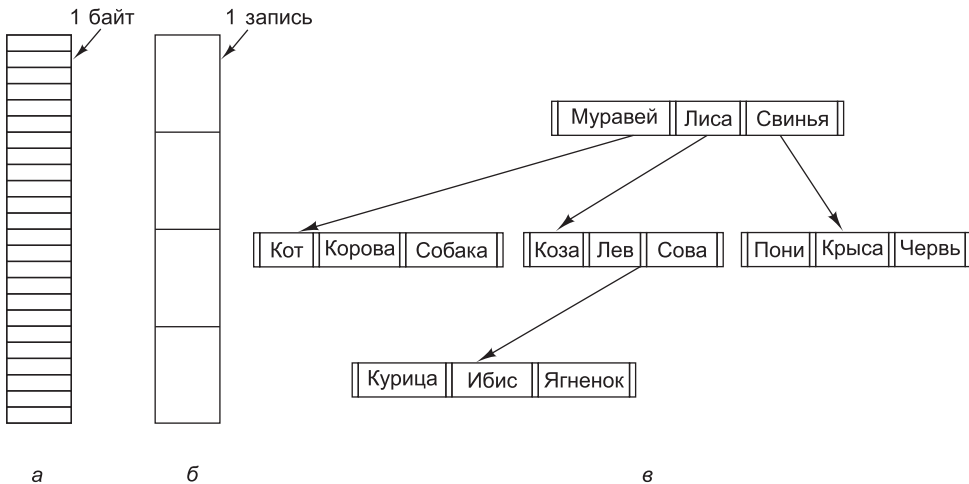 1 байт
1 запись
Муравей Лиса Свинья
Кот Корова Собака
Коза Лев Сова
Пони Крыса Червь
Курица Ибис Ягненок
а
б
в